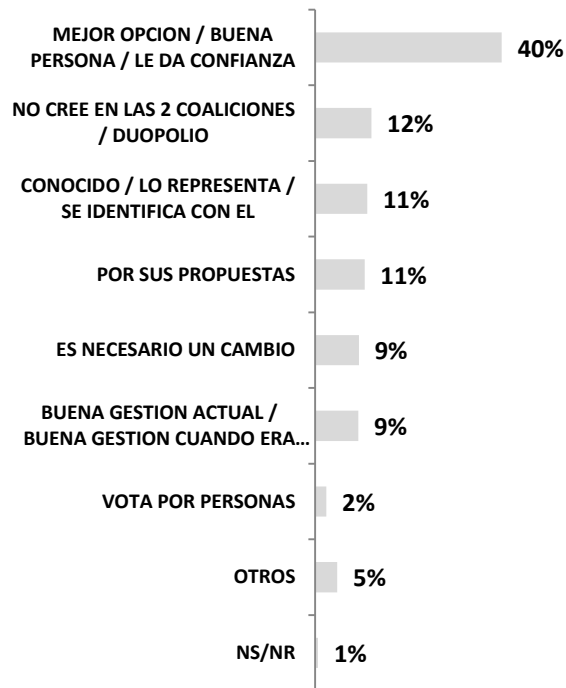 MEJOR OPCION / BUENA
PERSONA / LE DA CONFIANZA
40%
NO CREE EN LAS 2 COALICIONES
/ DUOPOLIO
12%
CONOCIDO / LO REPRESENTA /
SE IDENTIFICA CON EL
11%
POR SUS PROPUESTAS
11%
ES NECESARIO UN CAMBIO
9%
BUENA GESTION ACTUAL /
BUENA GESTION CUANDO ERA...
9%
VOTA POR PERSONAS
2%
OTROS
5%
NS/NR
1%